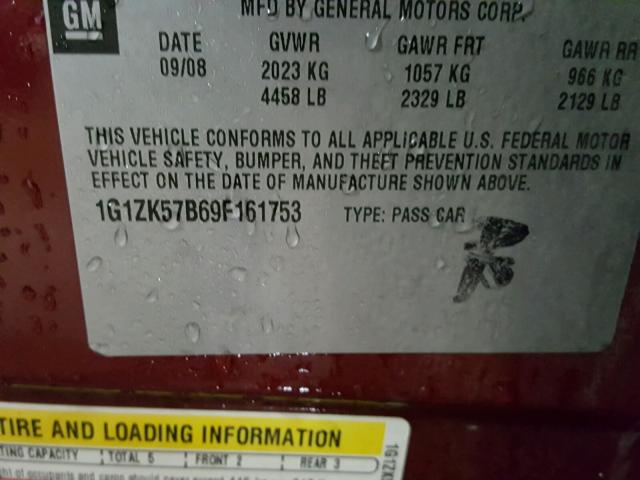 GM
MFD BY GENERAL MOTORS CORP.
DATE GVWR GAWR FRT GAWR RR
09/08 2023 KG 1057 KG 966 KG
4458 LB 2329 LB 2129 LB
THIS VEHICLE CONFORMS TO ALL APPLICABLE U.S. FEDERAL MOTOR
VEHICLE SAFETY, BUMPER, AND THEFT PREVENTION STANDARDS IN
EFFECT ON THE DATE OF MANUFACTURE SHOWN ABOVE.
1G1ZK57B69F161753 TYPE: PASS CAR
TIRE AND LOADING INFORMATION
TING CAPACITY TOTAL 5 FRONT 2 REAR 3
1G1ZK